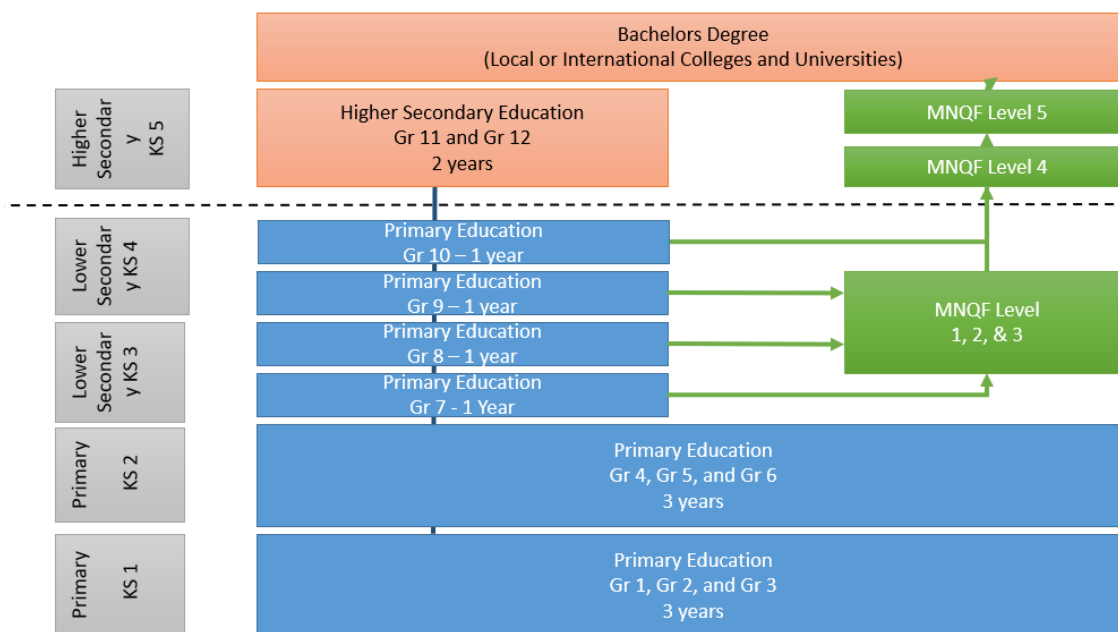 Bachelors Degree
(Local or International Colleges and Universities)
Higher
Secondar
y
KS 5
Higher Secondary Education
Gr 11 and Gr 12
2 years
MNQF Level 5
MNQF Level 4
Lower
Secondar
y KS 4
Primary Education
Gr 10 – 1 year
Primary Education
Gr 9 – 1 year
MNQF Level
1, 2, & 3
Lower
Secondar
y KS 3
Primary Education
Gr 8 – 1 year
Primary Education
Gr 7 - 1 Year
Primary
KS 2
Primary Education
Gr 4, Gr 5, and Gr 6
3 years
Primary
KS 1
Primary Education
Gr 1, Gr 2, and Gr 3
3 years